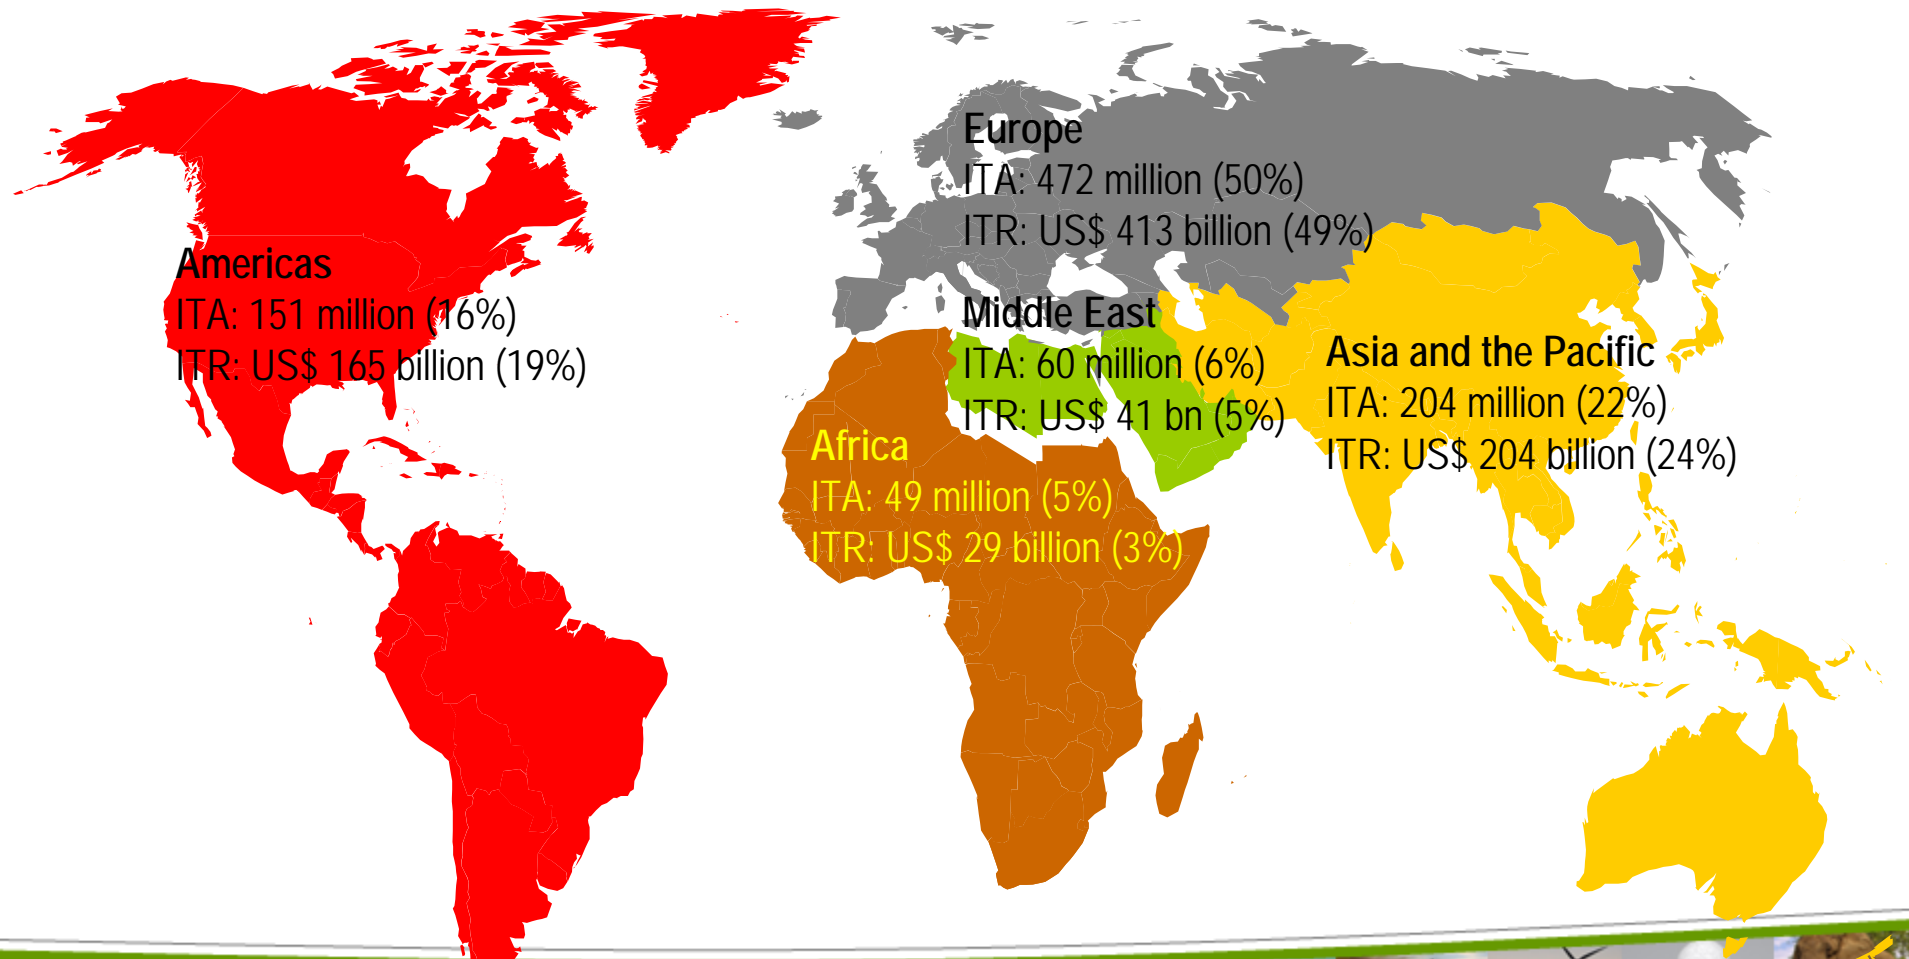 Europe
ITA: 472 million (50%)
ITR: US$ 413 billion (49%)
Americas
ITA: 151 million (16%)
ITR: US$ 165 billion (19%)
Middle East
ITA: 60 million (6%)
ITR: US$ 41 bn (5%)
Asia and the Pacific
ITA: 204 million (22%)
ITR: US$ 204 billion (24%)
Africa
ITA: 49 million (5%)
ITR: US$ 29 billion (3%)